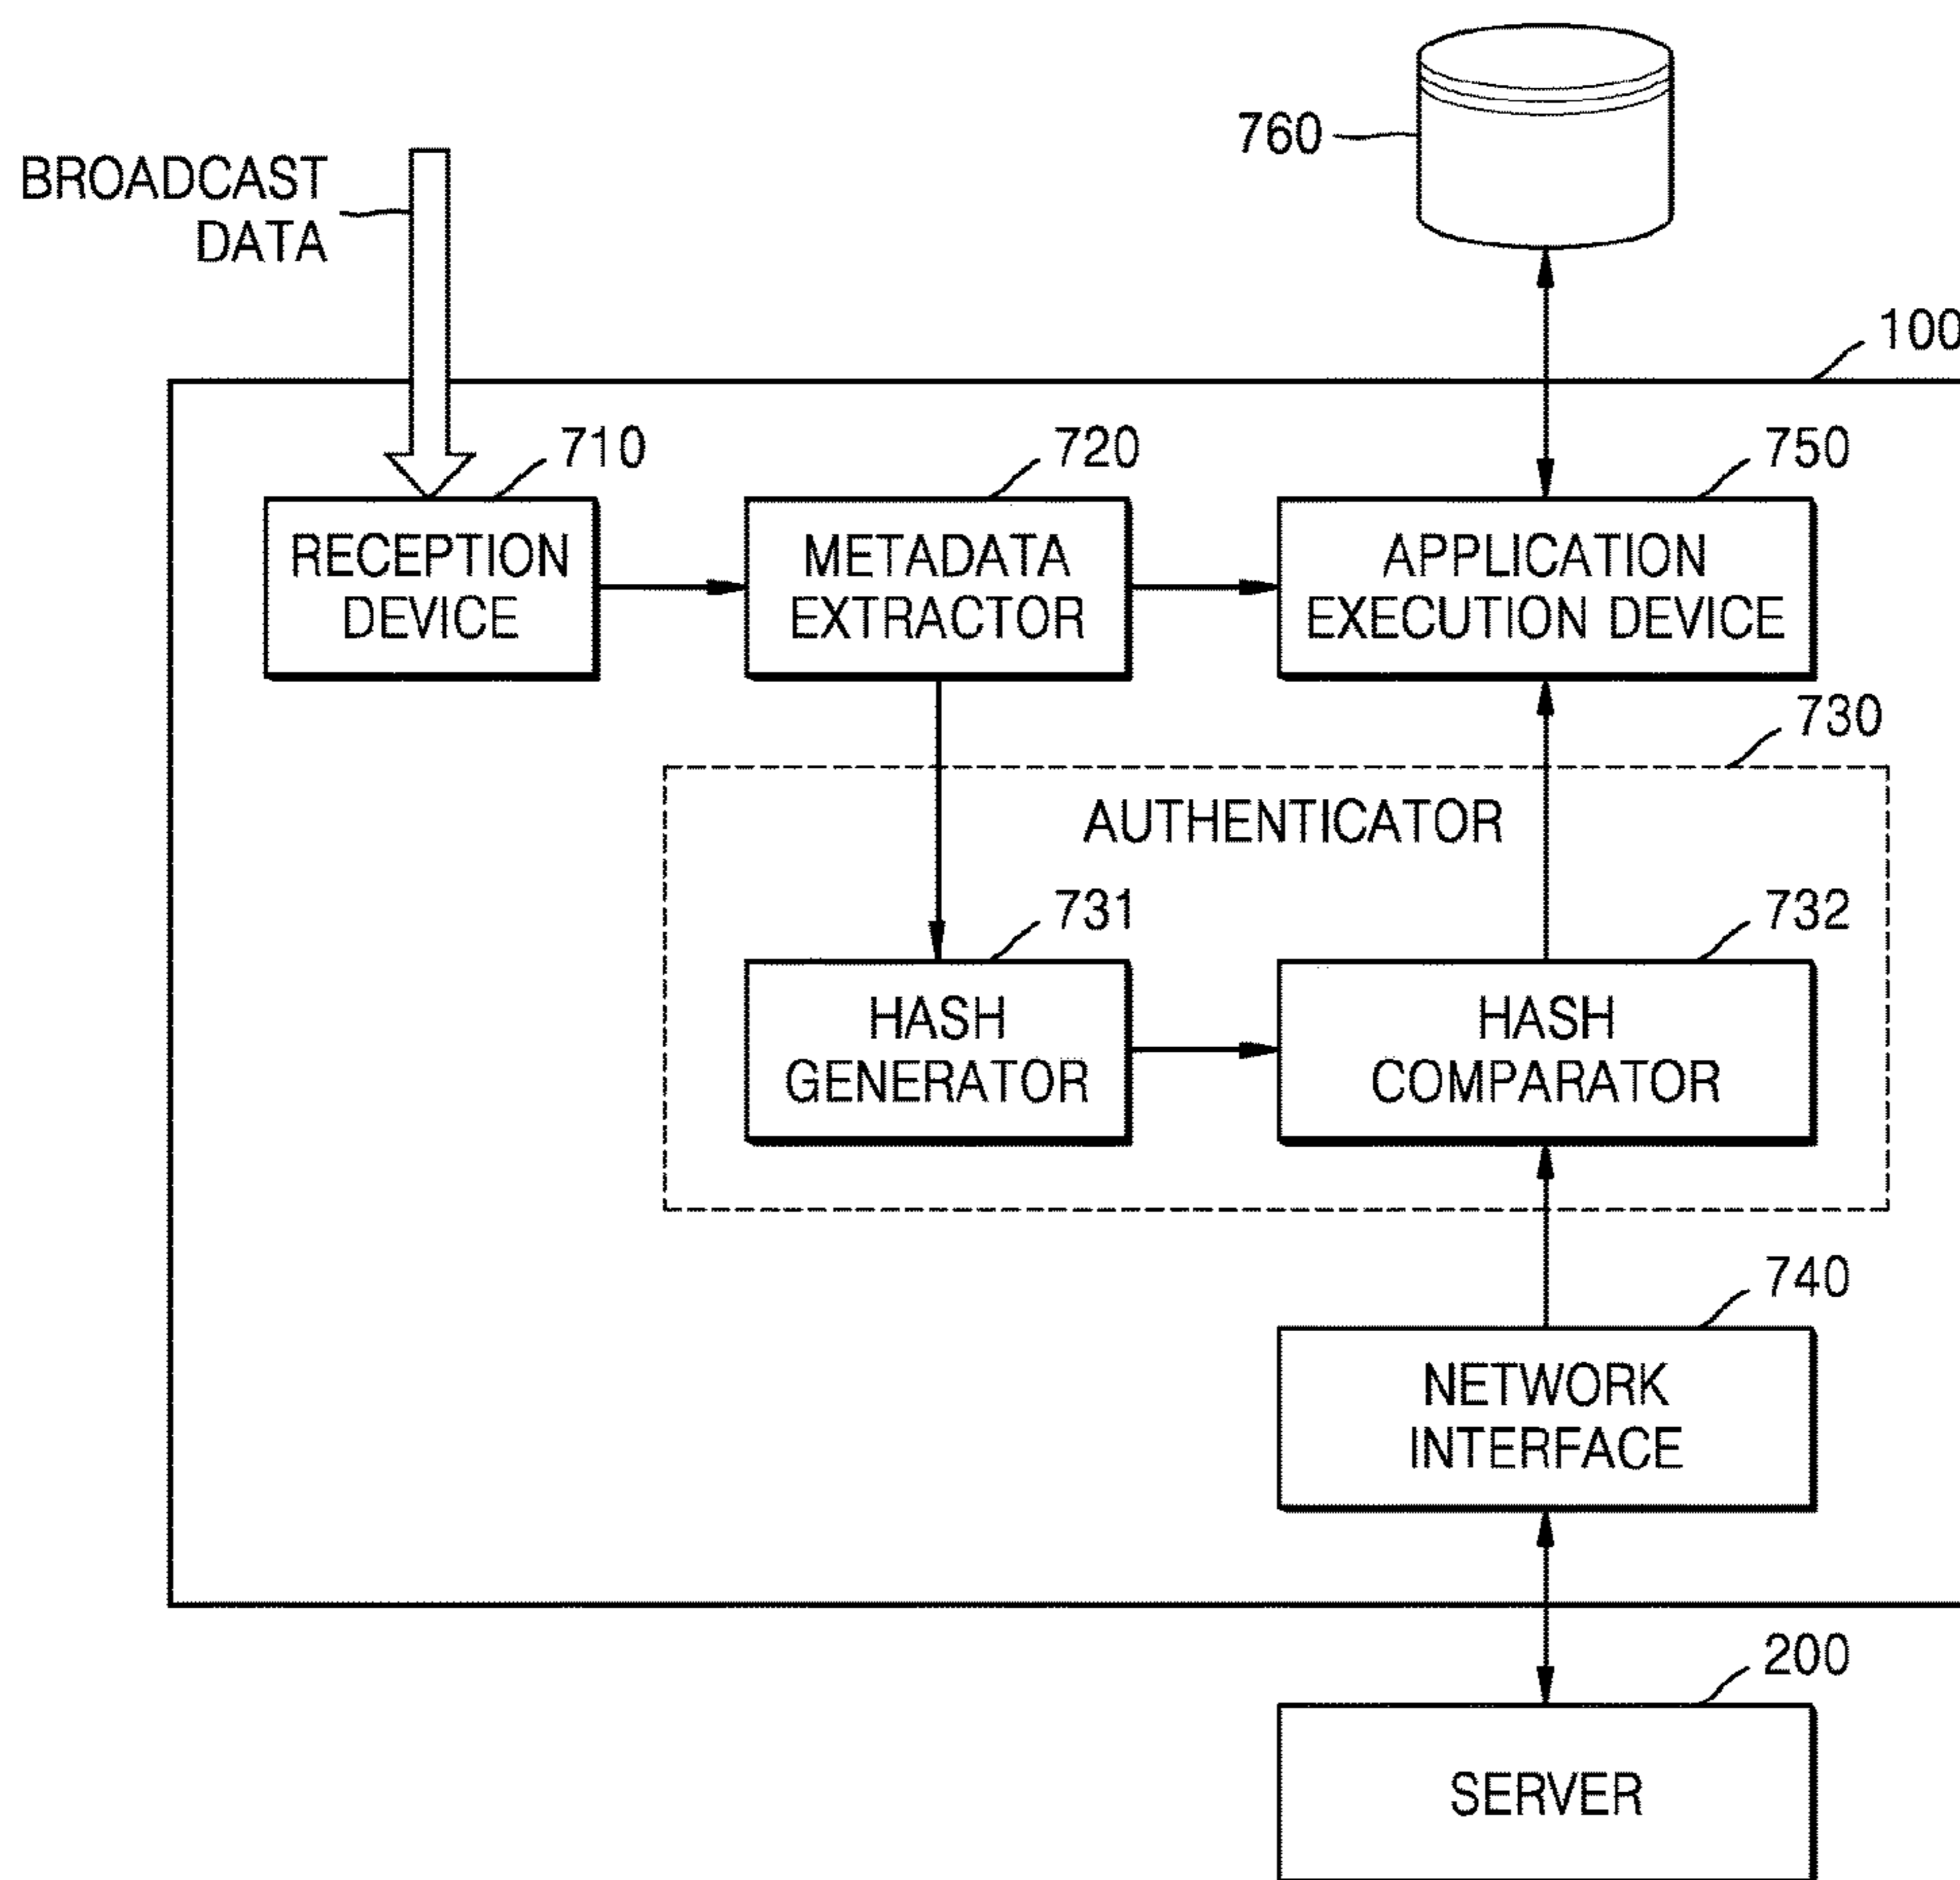 760
BROADCAST
DATA
100
710
720
750
RECEPTION
DEVICE
METADATA
EXTRACTOR
APPLICATION
EXECUTION DEVICE
730
AUTHENTICATOR
731
732
HASH
GENERATOR
HASH
COMPARATOR
740
NETWORK
INTERFACE
200
SERVER